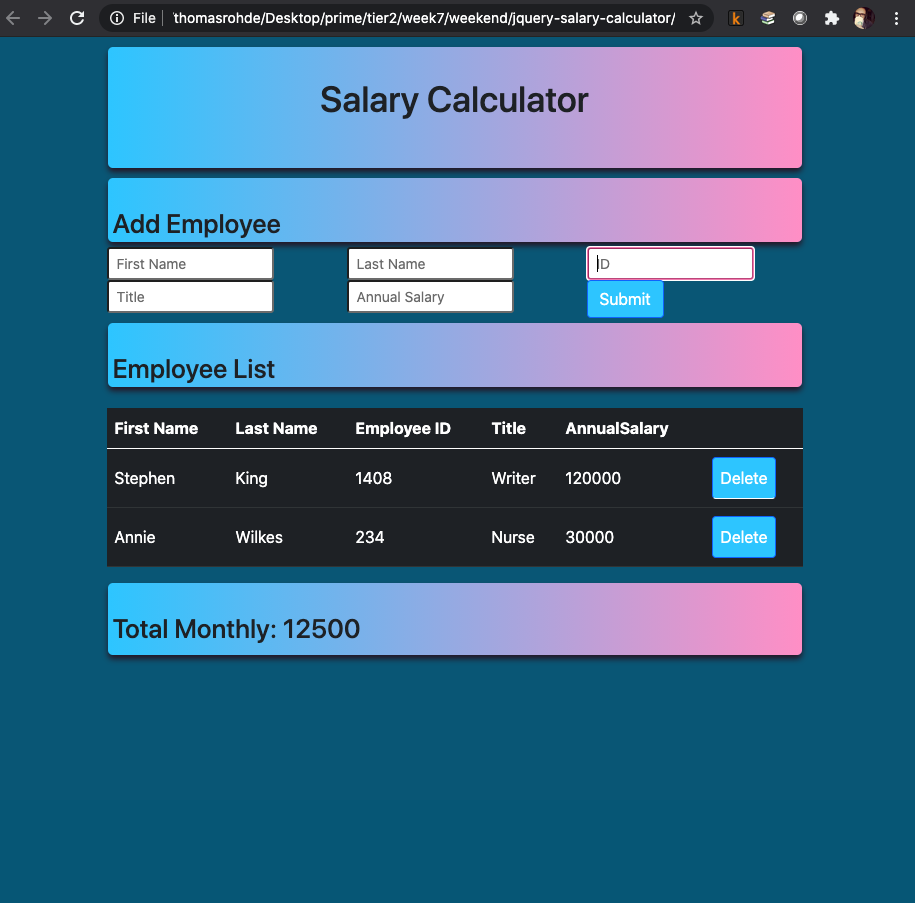 File 'thomasrohde/Desktop/prime/tier2/week7/weekend/jquery-salary-calculator/
k
Salary Calculator
Add Employee
First Name Last Name ID
Title Annual Salary Submit
Employee List
First Name Last Name Employee ID Title AnnualSalary
Stephen King 1408 Writer 120000 Delete
Annie Wilkes 234 Nurse 30000 Delete
Total Monthly: 12500